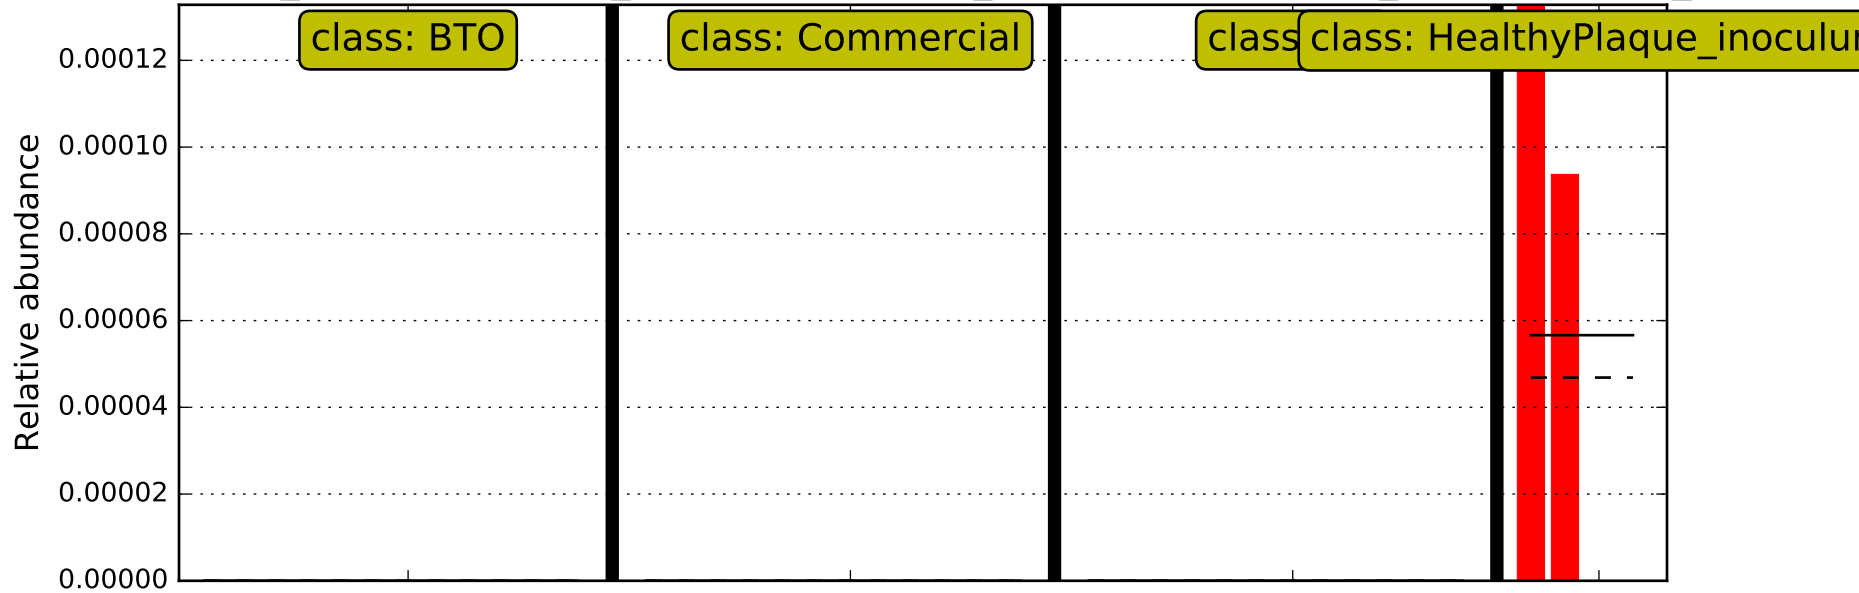 class: BTO
class: Commercial
class
class: HealthyPlaque_inoculu
0.00012
0.00010
0.00008
0.00006
0.00004
0.00002
0.00000
Relative abundance